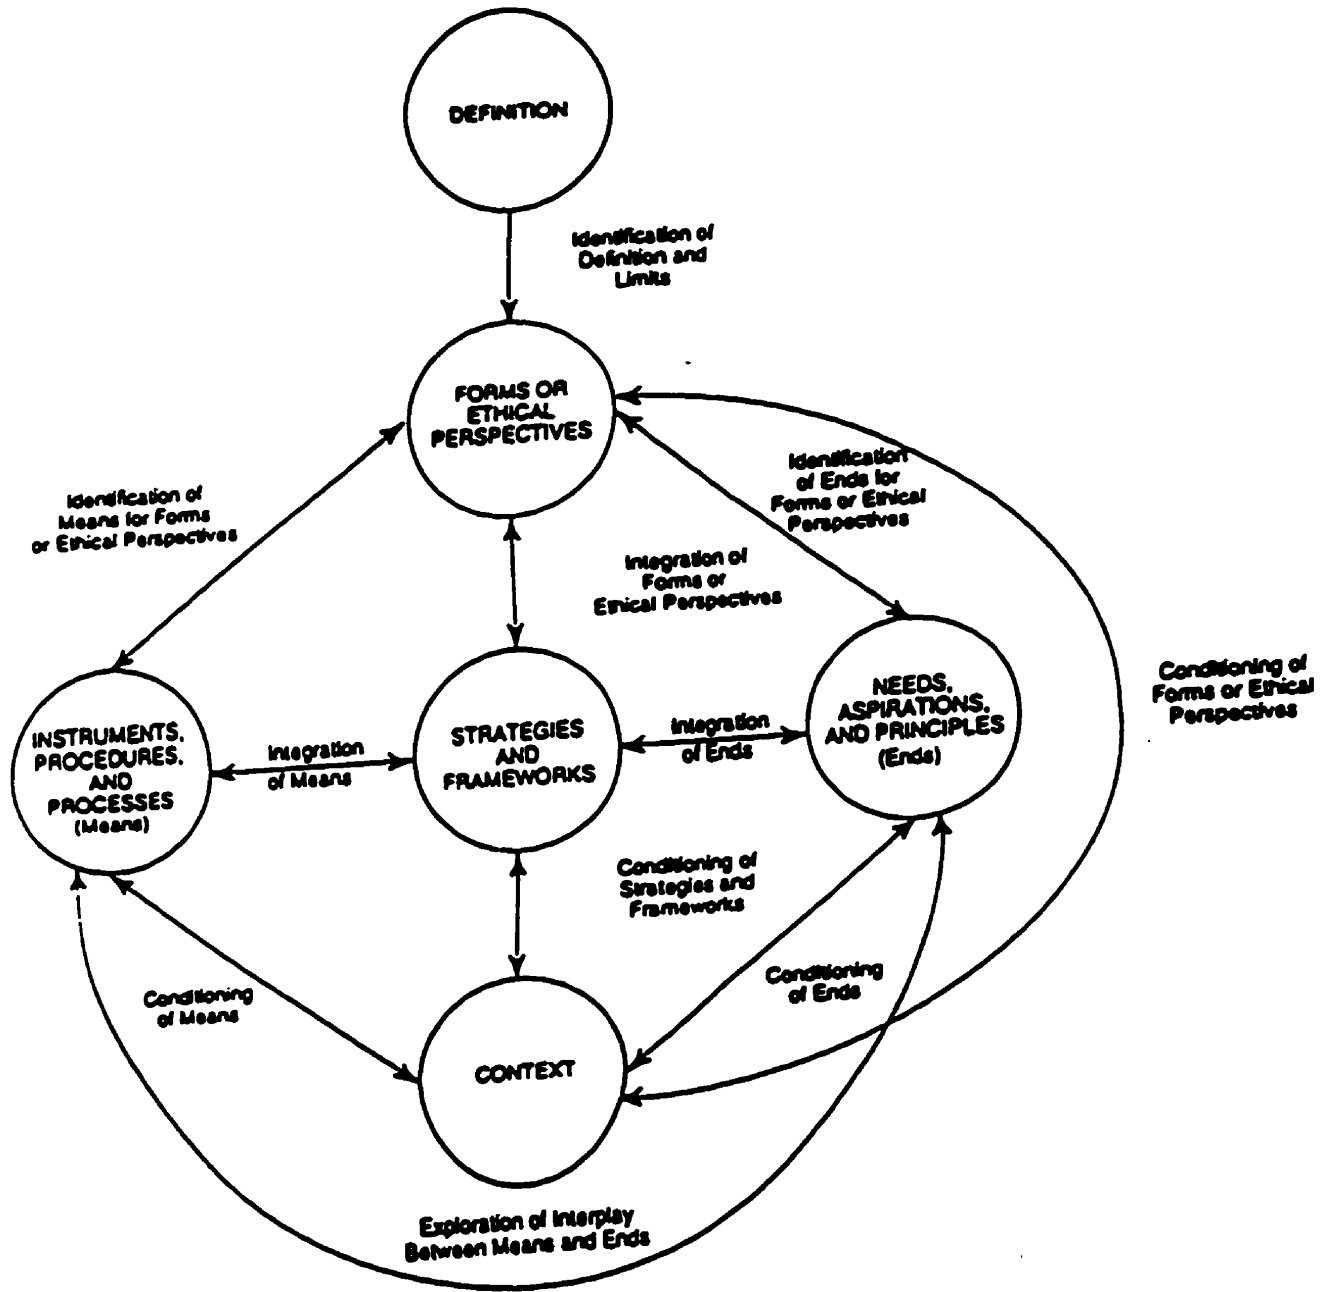 DEFINITION
Identification of
Definition and
Limits
FORMS OR
ETHICAL
PERSPECTIVES
Identification
of Ends for
Forms or Ethical
Perspectives
Identification of
Means for Forms
or Ethical Perspectives
Integration of
Forms or
Ethical Perspectives
Conditioning of
Forms or Ethical
Perspectives
INSTRUMENTS,
PROCEDURES,
AND
PROCESSES
(Means)
Integration
of Means
STRATEGIES
AND
FRAMEWORKS
Integration
of Ends
NEEDS,
ASPIRATIONS,
AND PRINCIPLES
(Ends)
Conditioning of
Strategies and
Frameworks
Conditioning
of Means
Conditioning
of Ends
CONTEXT
Exploration of Interplay
Between Means and Ends